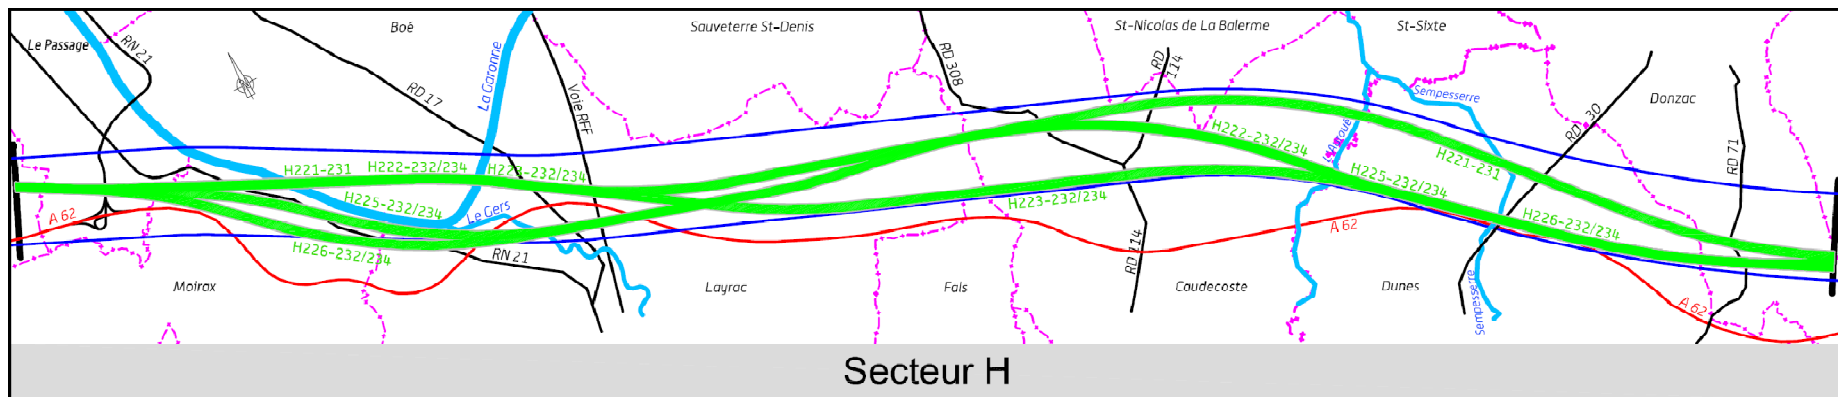 Le Passage
RN 21
Boë
La Garonne
Sauveterre St-Denis
RD 308
St-Nicolas de La Balerme
RD 114
St-Sixte
Sempesserre
Donzac
RD 17
Voie RFF
RD 30
RD 71
H221-231
H222-232/234
H223-232/234
H222-232/234
H221-231
H225-232/234
H225-232/234
Le Gers
H223-232/234
H226-232/234
A 62
A 62
H226-232/234
RN 21
RD 114
Moirax
Layrac
Fals
Caudecoste
Dunes
Sempesserre
A 62
Secteur H